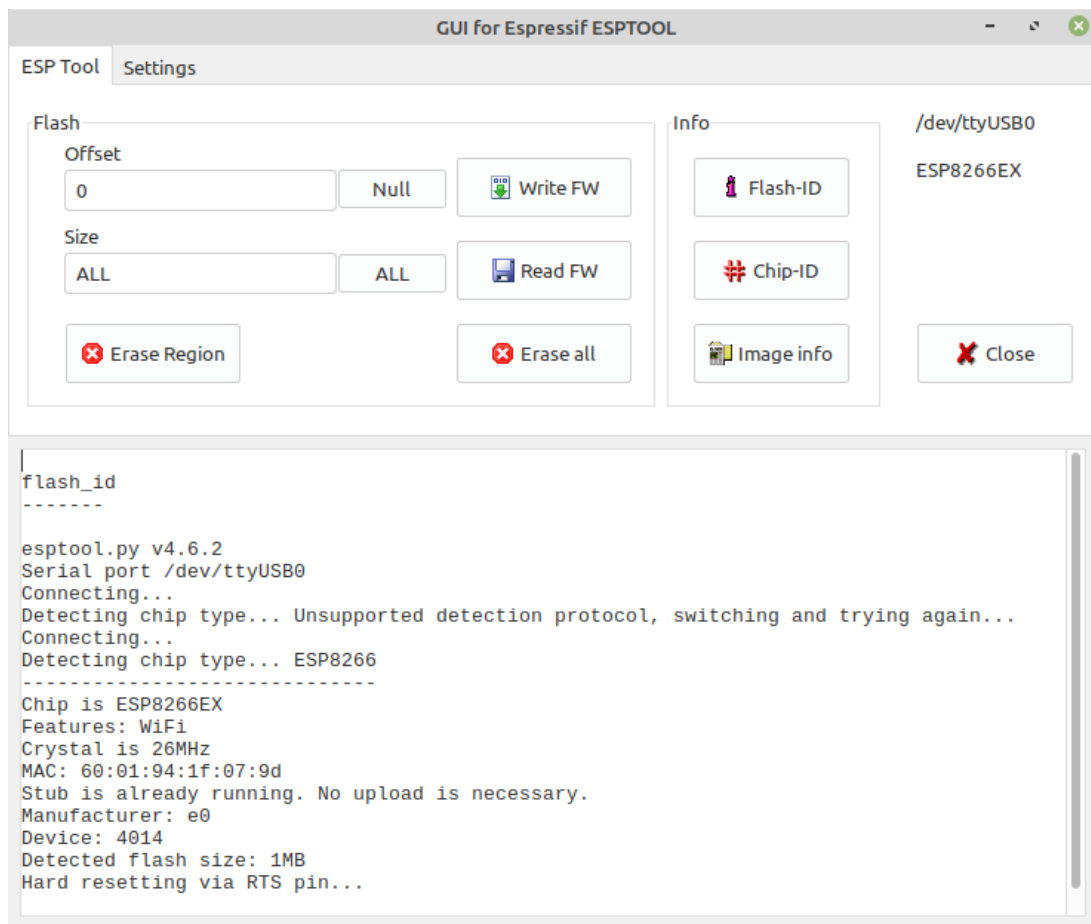 GUI for Espressif ESPTOOL
ESP Tool
Settings
Flash
Offset
0
Null
Write FW
Size
ALL
ALL
Read FW
Erase Region
Erase all
Info
Flash-ID
Chip-ID
Image info
/dev/ttyUSB0
ESP8266EX
Close
flash_id
-------
esptool.py v4.6.2
Serial port /dev/ttyUSB0
Connecting...
Detecting chip type... Unsupported detection protocol, switching and trying again...
Connecting...
Detecting chip type... ESP8266
------------------------------
Chip is ESP8266EX
Features: WiFi
Crystal is 26MHz
MAC: 60:01:94:1f:07:9d
Stub is already running. No upload is necessary.
Manufacturer: e0
Device: 4014
Detected flash size: 1MB
Hard resetting via RTS pin...